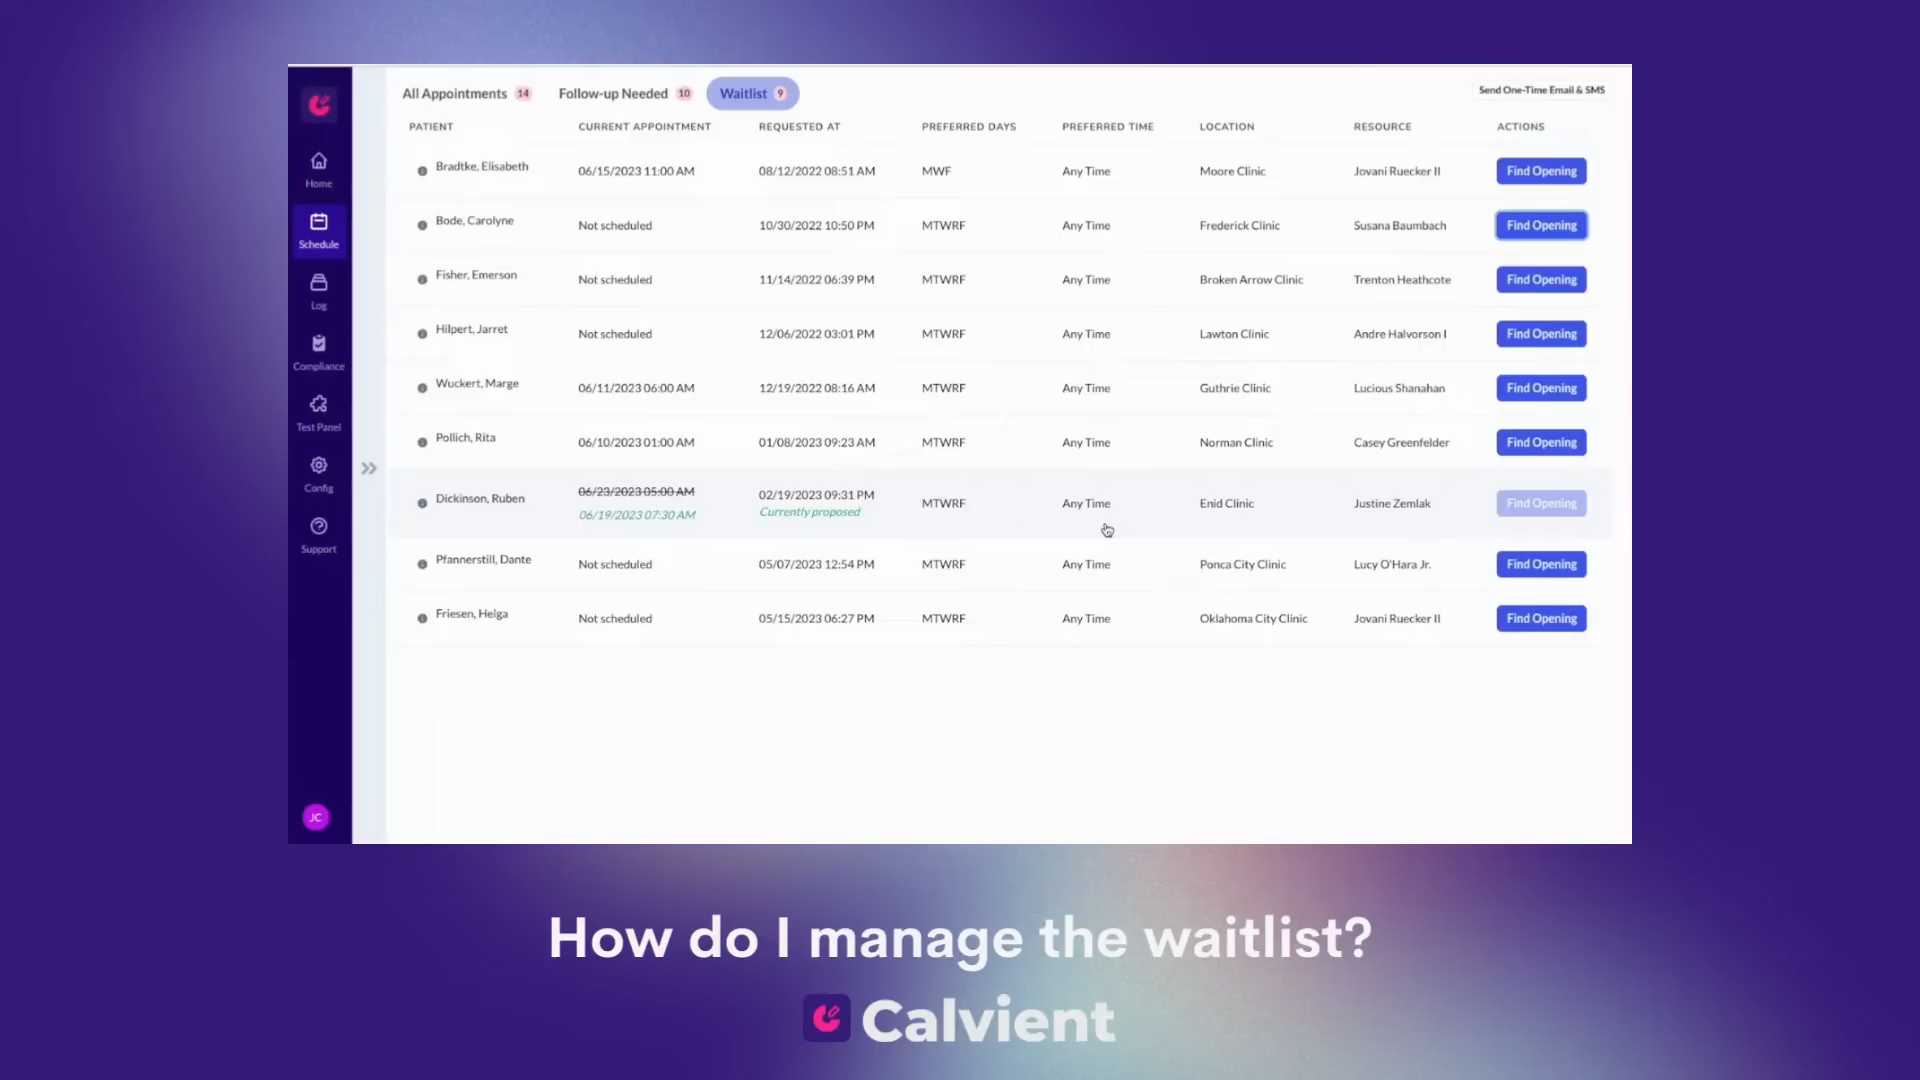 All Appointments 14 Follow-up Needed 10 Waitlist 9 Send One-Time Email & SMS
PATIENT CURRENT APPOINTMENT REQUESTED AT PREFERRED DAYS PREFERRED TIME LOCATION RESOURCE ACTIONS
Bradtke, Elisabeth 06/15/2023 11:00 AM 08/12/2022 08:51 AM MWF Any Time Moore Clinic Jovani Ruecker II Find Opening
Bode, Carolyne Not scheduled 10/30/2022 10:50 PM MTWRF Any Time Frederick Clinic Susana Baumbach Find Opening
Fisher, Emerson Not scheduled 11/14/2022 06:39 PM MTWRF Any Time Broken Arrow Clinic Trenton Heathcote Find Opening
Hilpert, Jarret Not scheduled 12/06/2022 03:01 PM MTWRF Any Time Lawton Clinic Andre Halvorson I Find Opening
Wuckert, Marge 06/11/2023 06:00 AM 12/19/2022 08:16 AM MTWRF Any Time Guthrie Clinic Lucious Shanahan Find Opening
Pollich, Rita 06/10/2023 01:00 AM 01/08/2023 09:23 AM MTWRF Any Time Norman Clinic Casey Greenfelder Find Opening
Dickinson, Ruben 06/23/2023 05:00 AM 02/19/2023 09:31 PM MTWRF Any Time Enid Clinic Justine Zemlak Find Opening
06/19/2023 07:30 AM Currently proposed
Pfannerstill, Dante Not scheduled 05/07/2023 12:54 PM MTWRF Any Time Ponca City Clinic Lucy O'Hara Jr. Find Opening
Friesen, Helga Not scheduled 05/15/2023 06:27 PM MTWRF Any Time Oklahoma City Clinic Jovani Ruecker II Find Opening
Home
Schedule
Log
Compliance
Test Panel
Config
Support
JC
How do I manage the waitlist?
Calvient